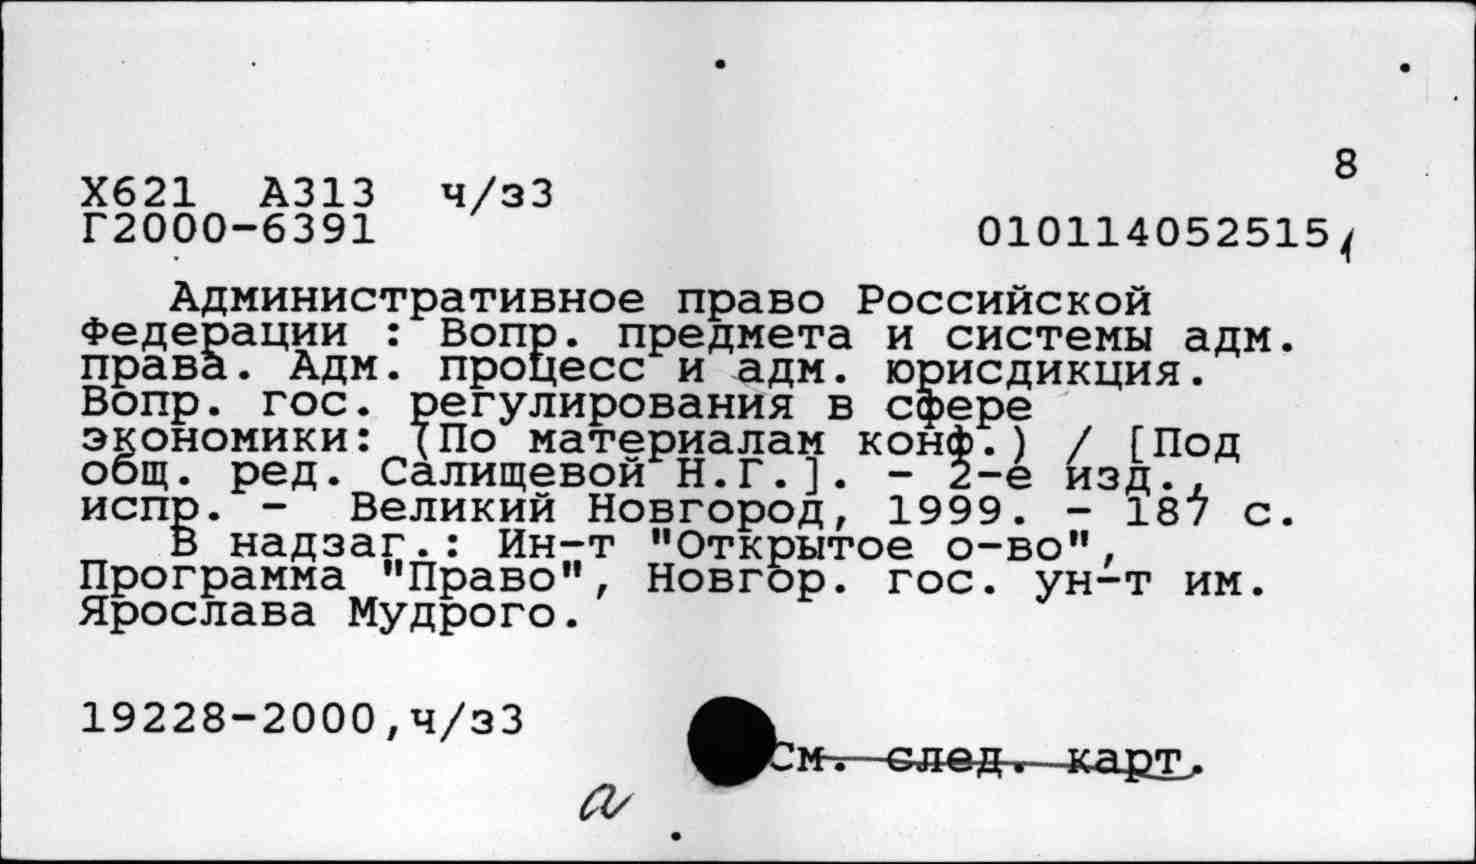 8
Х621  А313  ч/з3
Г2000-6391
010114052515
Административное право Российской
Федерации : Вопр. предмета и системы адм.
права. Адм. процесс и адм. юрисдикция.
Вопр. гос. регулирования в сфере
экономики: (По материалам конф.) / [Под
общ. ред. Салищевой Н.Г.]. - 2-е изд.,
испр. -  Великий Новгород, 1999. - 187 с.
В надзаг.: Ин-т "Открытое о-во",
Программа "Право", Новгор. гос. ун-т им.
Ярослава Мудрого.
19228-2000,ч/з3
См. след. карт.
а